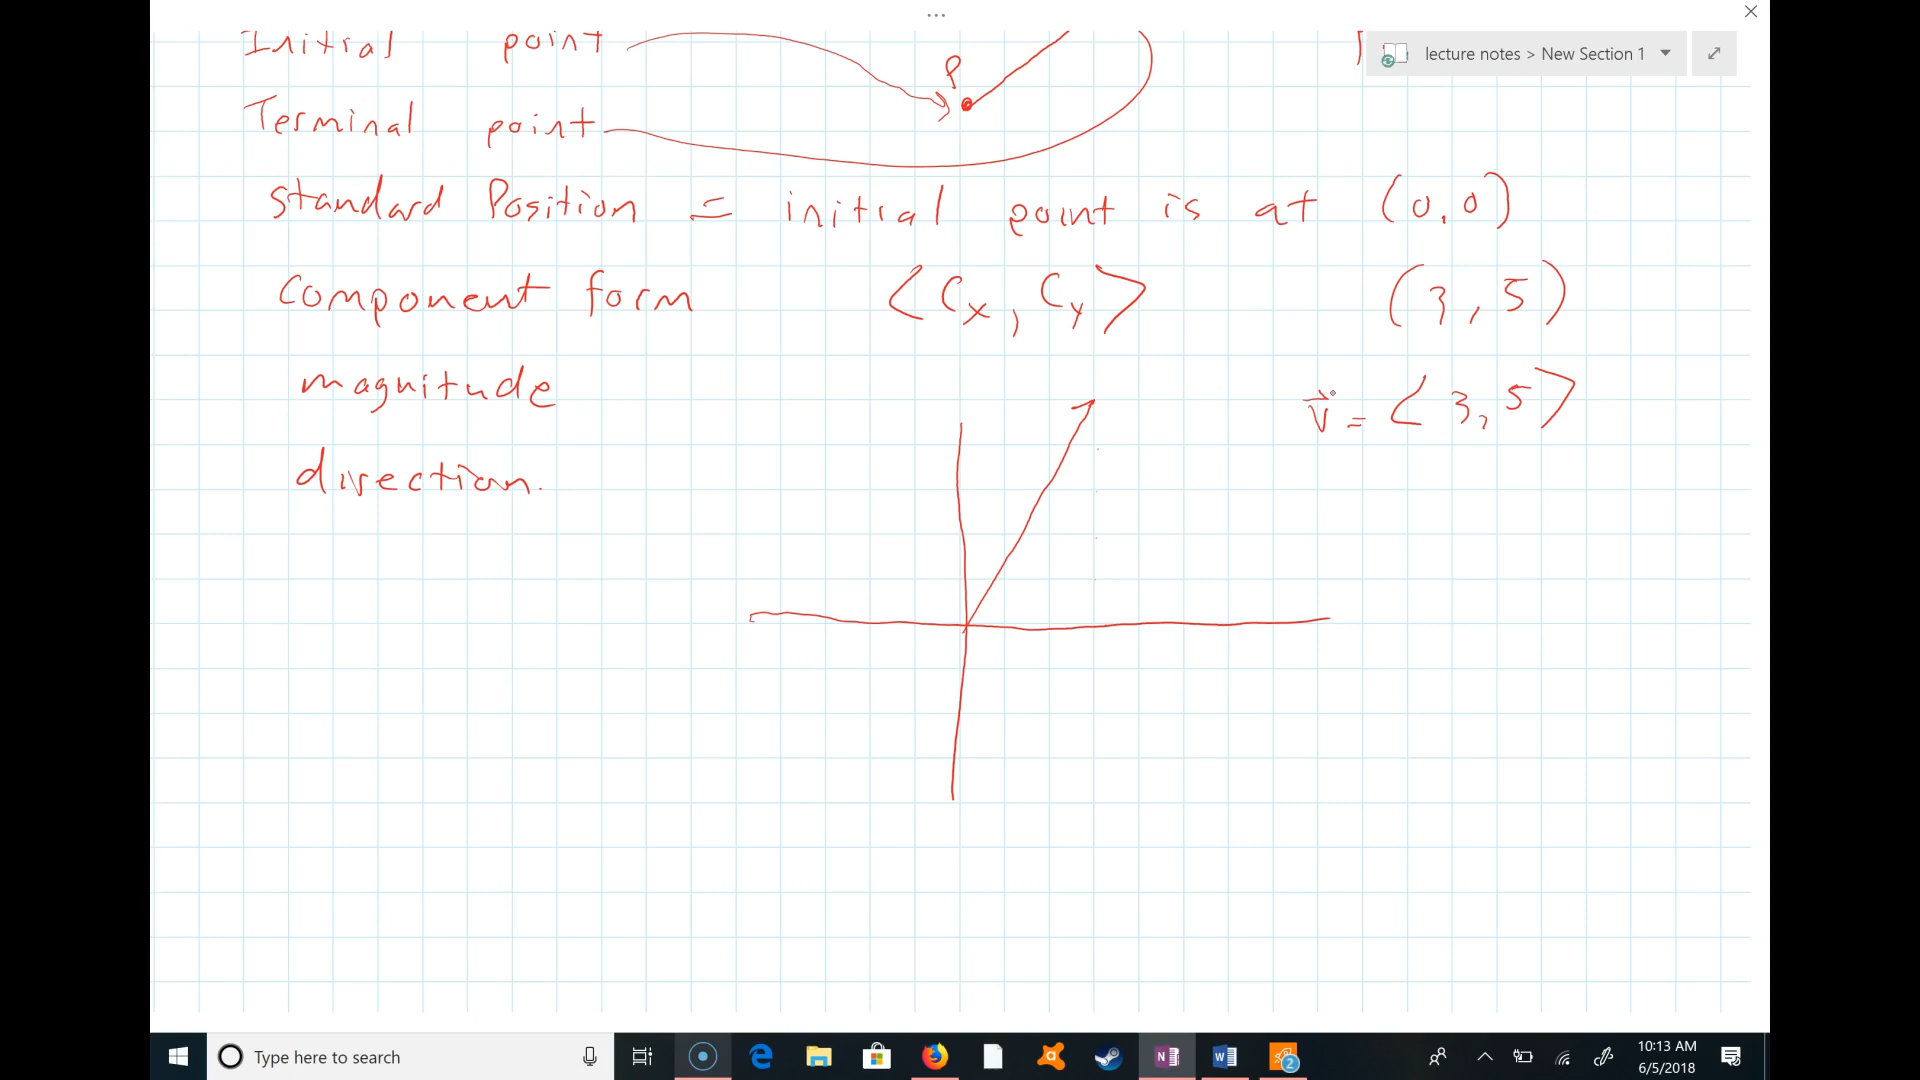 ...
Initial point
lecture notes > New Section 1
P
Terminal point
Standard Position = initial point is at (0,0)
component form ⟨Cx, Cy⟩ (3,5)
magnitude v⃗ = ⟨3,5⟩
direction.
Type here to search
10:13 AM
6/5/2018
2